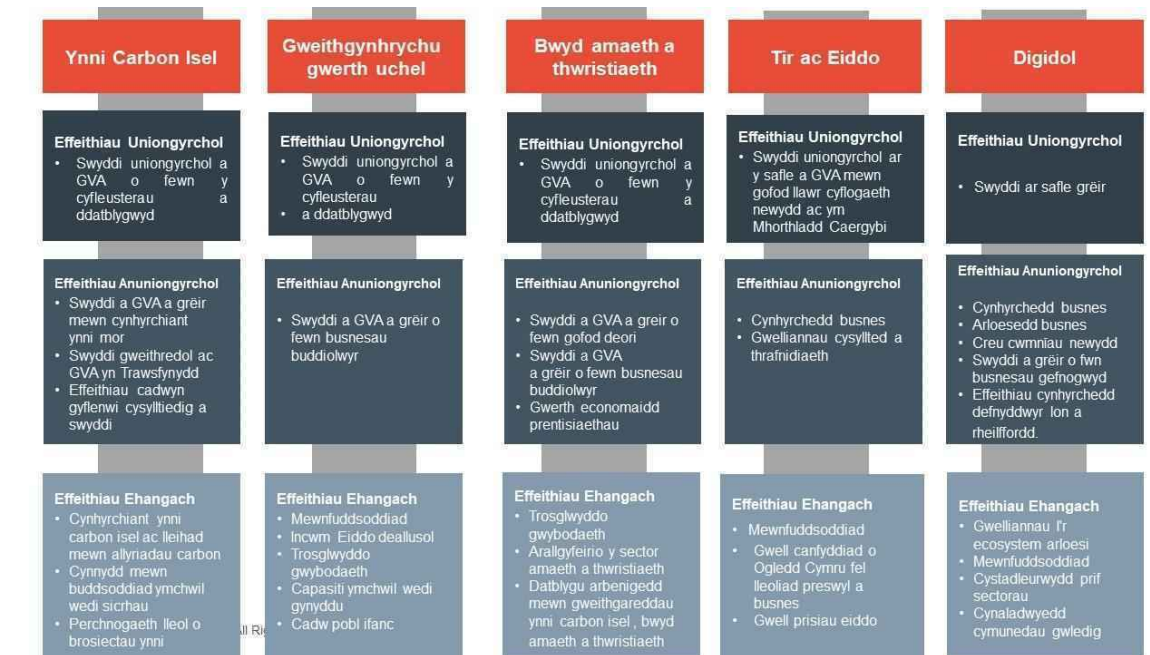 Ynni Carbon Isel
Effeithiau Uniongyrchol
• Swyddi uniongyrchol a
GVA o fewn y
cyfleusterau a
ddatblygwyd
Effeithiau Anuniongyrchol
• Swyddi a GVA a grëir
mewn cynhyrchiant
ynni mor
• Swyddi gweithredol ac
GVA yn Trawsfynydd
• Effeithiau cadwyn
gyflenwi cysylltiedig a
swyddi
Effeithiau Ehangach
• Cynhyrchiant ynni
carbon isel ac lleihad
mewn allyriadau carbon
• Cynnydd mewn
buddsoddiad ymchwil
wedi sicrhau
• Perchnogaeth lleol o
brosiectau ynni
Gweithgynhrychu
gwerth uchel
Effeithiau Uniongyrchol
• Swyddi uniongyrchol a
GVA o fewn y
cyfleusterau
• a ddatblygwyd
Effeithiau Anuniongyrchol
• Swyddi a GVA a grëir o
fewn busnesau
buddiolwyr
Effeithiau Ehangach
• Mewnfuddsoddiad
• Incwm Eiddo deallusol
• Trosglwyddo
gwybodaeth
• Capasiti ymchwil wedi
gynyddu
• Cadw pobl ifanc
Bwyd amaeth a
thwristiaeth
Effeithiau Uniongyrchol
• Swyddi uniongyrchol a
GVA o fewn y
cyfleusterau a
ddatblygwyd
Effeithiau Anuniongyrchol
• Swyddi a GVA a greir o
fewn gofod deori
• Swyddi a GVA
a grëir o fewn busnesau
buddiolwyr
• Gwerth economaidd
prentisiaethau
Effeithiau Ehangach
• Trosglwyddo
gwybodaeth
• Arallgyfeirio y sector
amaeth a thwristiaeth
• Datblygu arbenigedd
mewn gweithgareddau
ynni carbon isel , bwyd
amaeth a thwristiaeth
Tir ac Eiddo
Effeithiau Uniongyrchol
• Swyddi uniongyrchol ar
y safle a GVA mewn
gofod llawr cyflogaeth
newydd ac ym
Mhorthladd Caergybi
Effeithiau Anuniongyrchol
• Cynhyrchedd busnes
• Gwelliannau cysyllted a
thrafnidiaeth
Effeithiau Ehangach
• Mewnfuddsoddiad
• Gwell canfyddiad o
Ogledd Cymru fel
lleoliad preswyl a
busnes
• Gwell prisiau eiddo
Digidol
Effeithiau Uniongyrchol
• Swyddi ar safle grëir
Effeithiau Anuniongyrchol
• Cynhyrchedd busnes
• Arloesedd busnes
• Creu cwmnïau newydd
• Swyddi a grëir o fwn
busnesau gefnogwyd
• Effeithiau cynhyrchedd
defnyddwyr lon a
rheilffordd.
Effeithiau Ehangach
• Gwelliannau I'r
ecosystem arloesi
• Mewnfuddsoddiad
• Cystadleurwydd prif
sectorau
• Cynaladwyedd
cymunedau gwledig